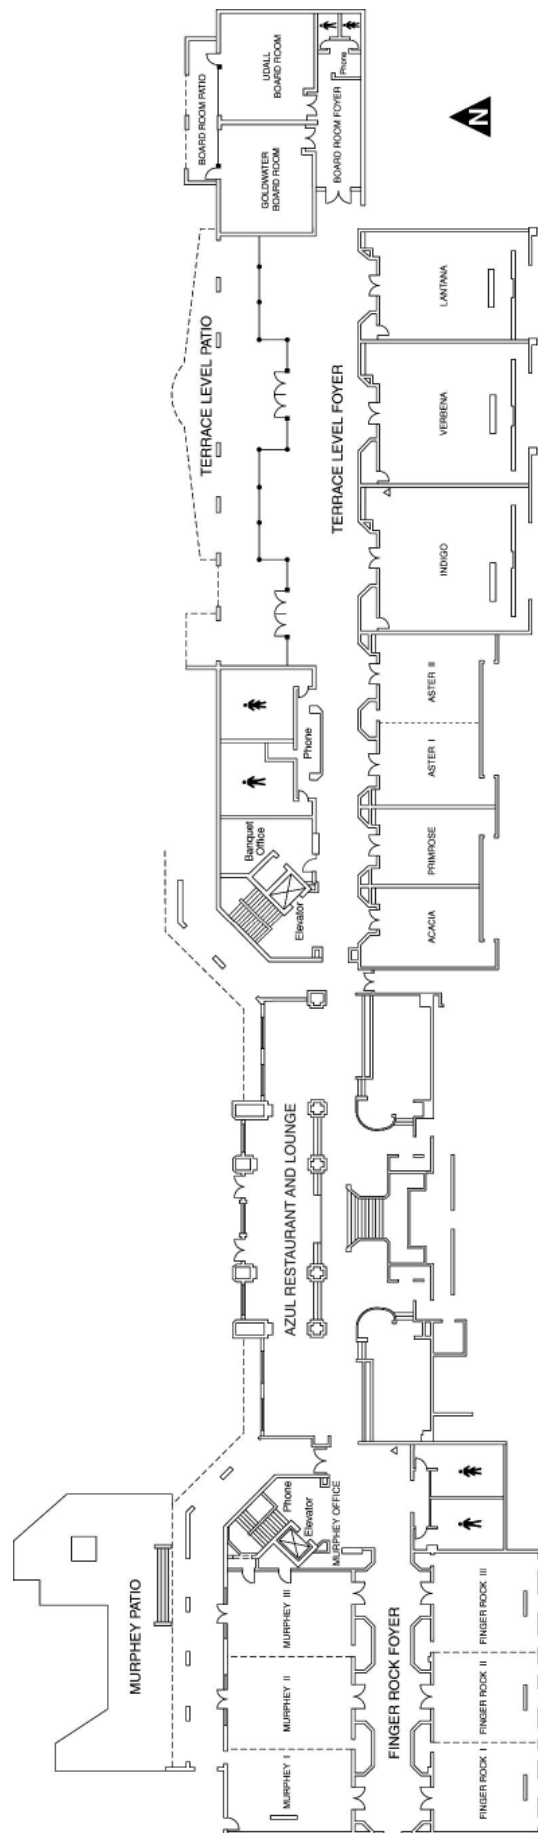 UDALL
BOARD ROOM
Phone
BOARD ROOM PATIO
GOLDWATER
BOARD ROOM
BOARD ROOM FOYER
N
LANTANA
TERRACE LEVEL PATIO
TERRACE LEVEL FOYER
VERBENA
INDIGO
ASTER II
Phone
ASTER I
Banquet
Office
PRIMROSE
Elevator
ACACIA
AZUL RESTAURANT AND LOUNGE
Phone
Elevator
MURPHEY OFFICE
MURPHEY PATIO
MURPHEY III
FINGER ROCK FOYER
FINGER ROCK III
MURPHEY II
FINGER ROCK II
MURPHEY I
FINGER ROCK I